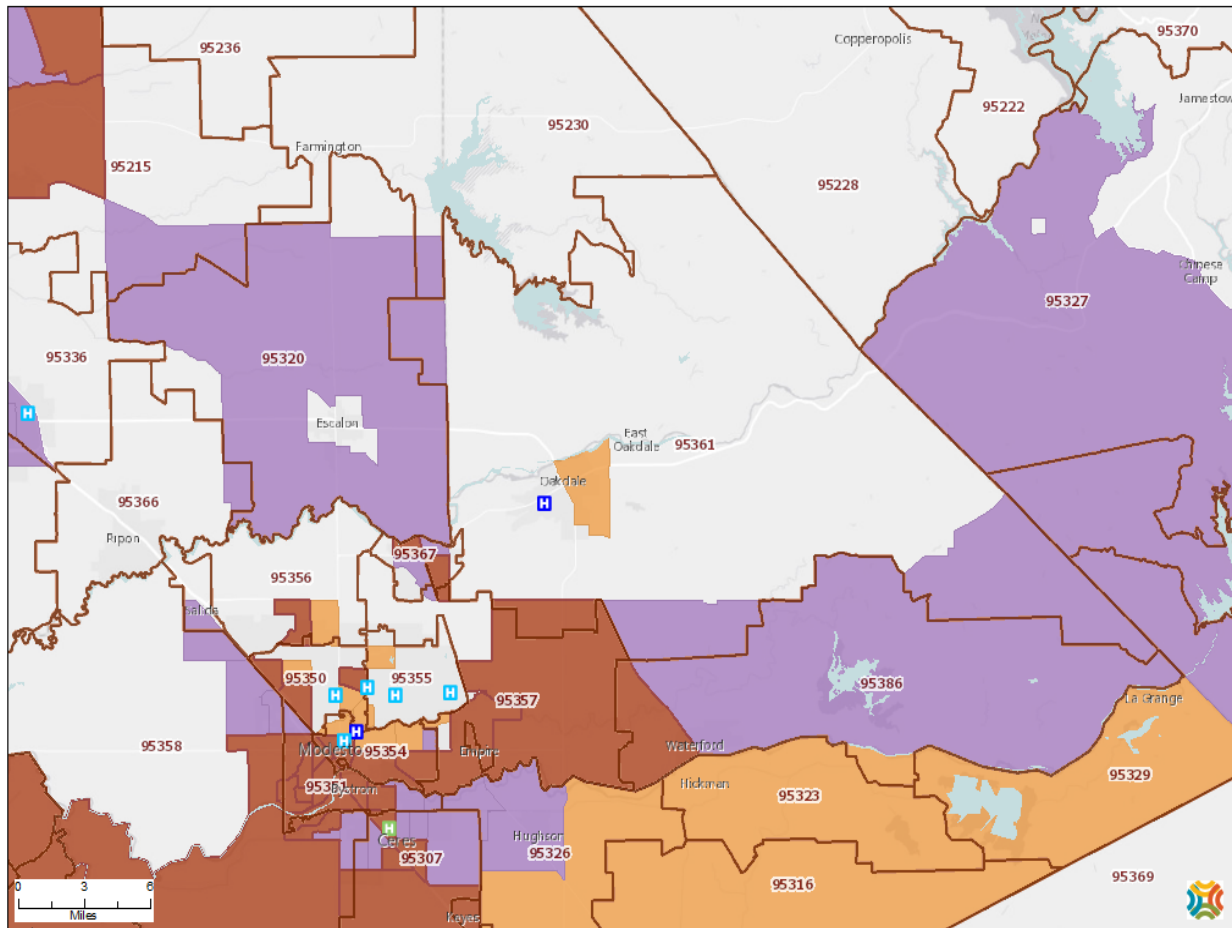 95236
Copperopolis
95370
95222
Jamestow
95230
Farmington
95215
95228
Chinese
Camp
95327
95336
95320
H
Escalon
East
Oakdale
95361
Oakdale
H
95366
Ripon
95367
95356
Salida
95350
95355
H
H
H
H
95357
95386
La Grange
95358
H
H
Modesto
95354
Empire
Waterford
95329
95351
Bystrom
Hickman
95323
H
Ceres
Hughson
95307
95326
95316
95369
0
3
6
Miles
Keyes